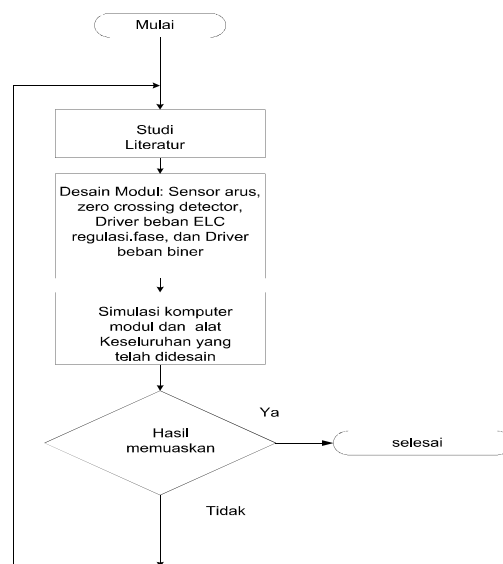 Mulai
Studi
Literatur
Desain Modul: Sensor arus,
zero crossing detector,
Driver beban ELC
regulasi.fase, dan Driver
beban biner
Simulasi komputer
modul dan alat
Keseluruhan yang
telah didesain
Ya
Hasil
memuaskan
selesai
Tidak